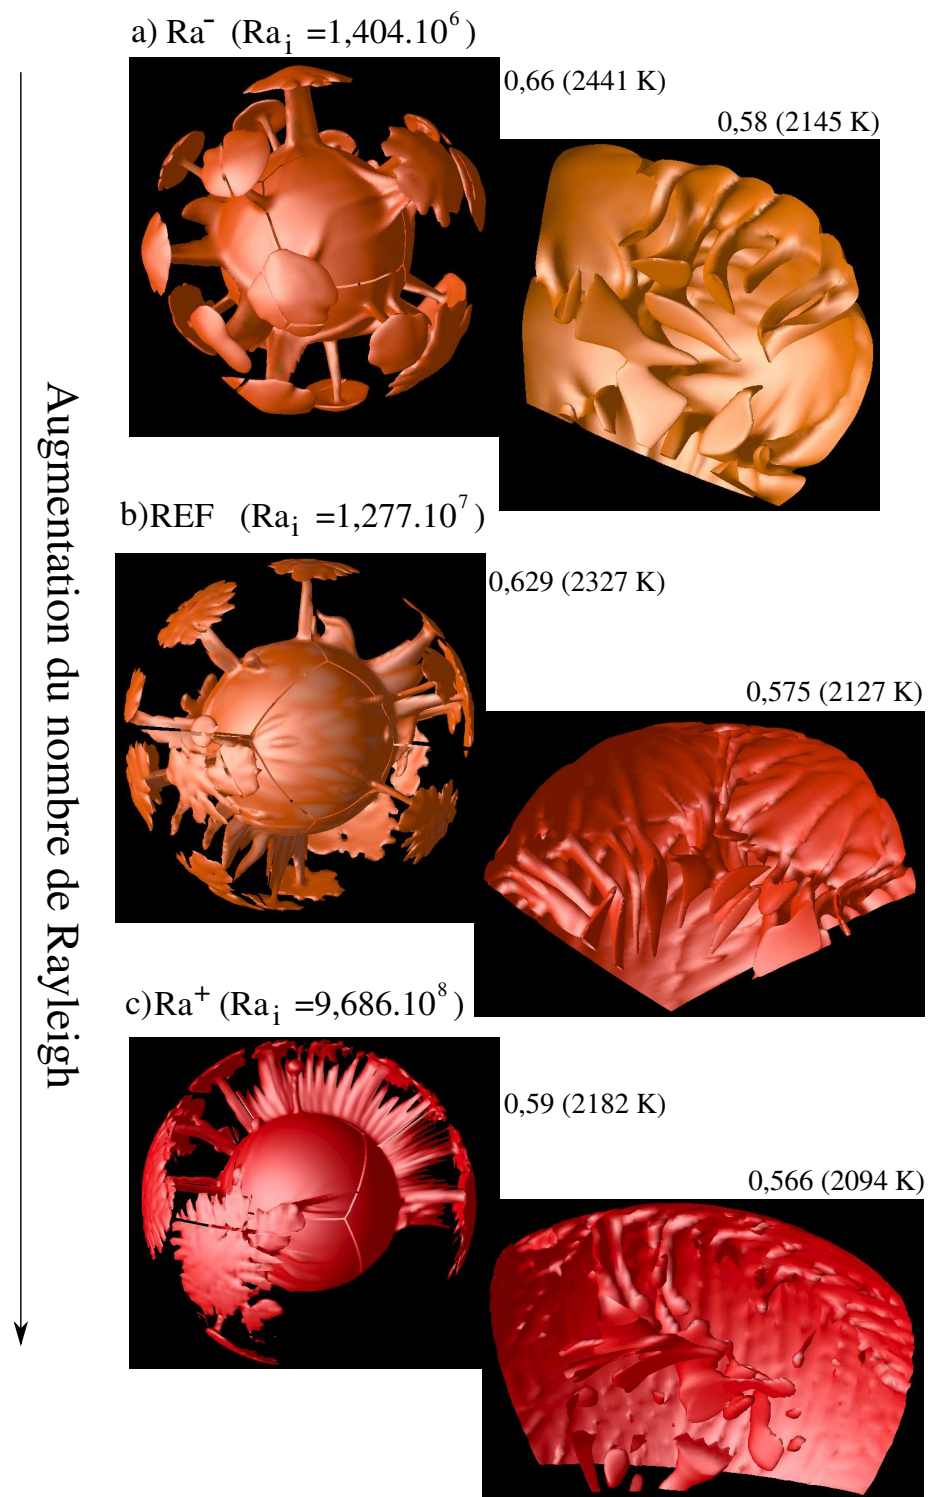 a) Ra⁻ (Raᵢ =1,404.10⁶)
0,66 (2441 K)
0,58 (2145 K)
Augmentation du nombre de Rayleigh
b)REF (Raᵢ =1,277.10⁷)
0,629 (2327 K)
0,575 (2127 K)
c)Ra⁺ (Raᵢ =9,686.10⁸)
0,59 (2182 K)
0,566 (2094 K)